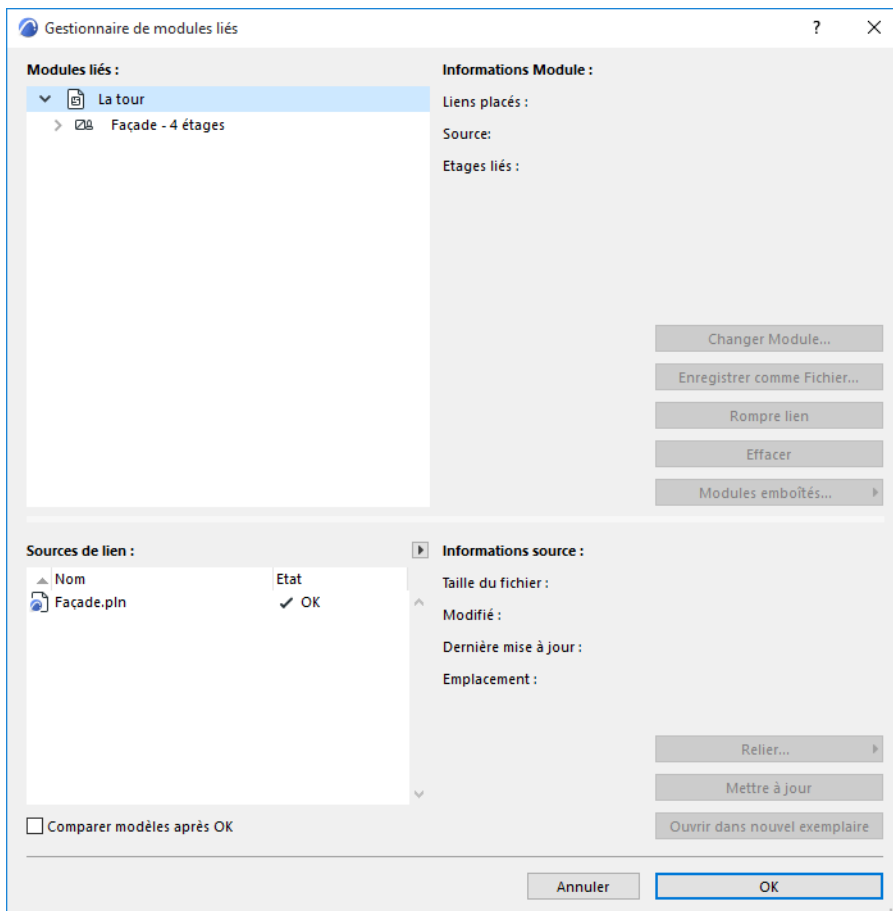 Gestionnaire de modules liés
?
Modules liés :
La tour
Façade - 4 étages
Informations Module :
Liens placés :
Source:
Etages liés :
Changer Module...
Enregistrer comme Fichier...
Rompre lien
Effacer
Modules emboîtés...
Sources de lien :
Nom Etat
Façade.pln OK
Comparer modèles après OK
Informations source :
Taille du fichier :
Modifié :
Dernière mise à jour :
Emplacement :
Relier...
Mettre à jour
Ouvrir dans nouvel exemplaire
Annuler
OK